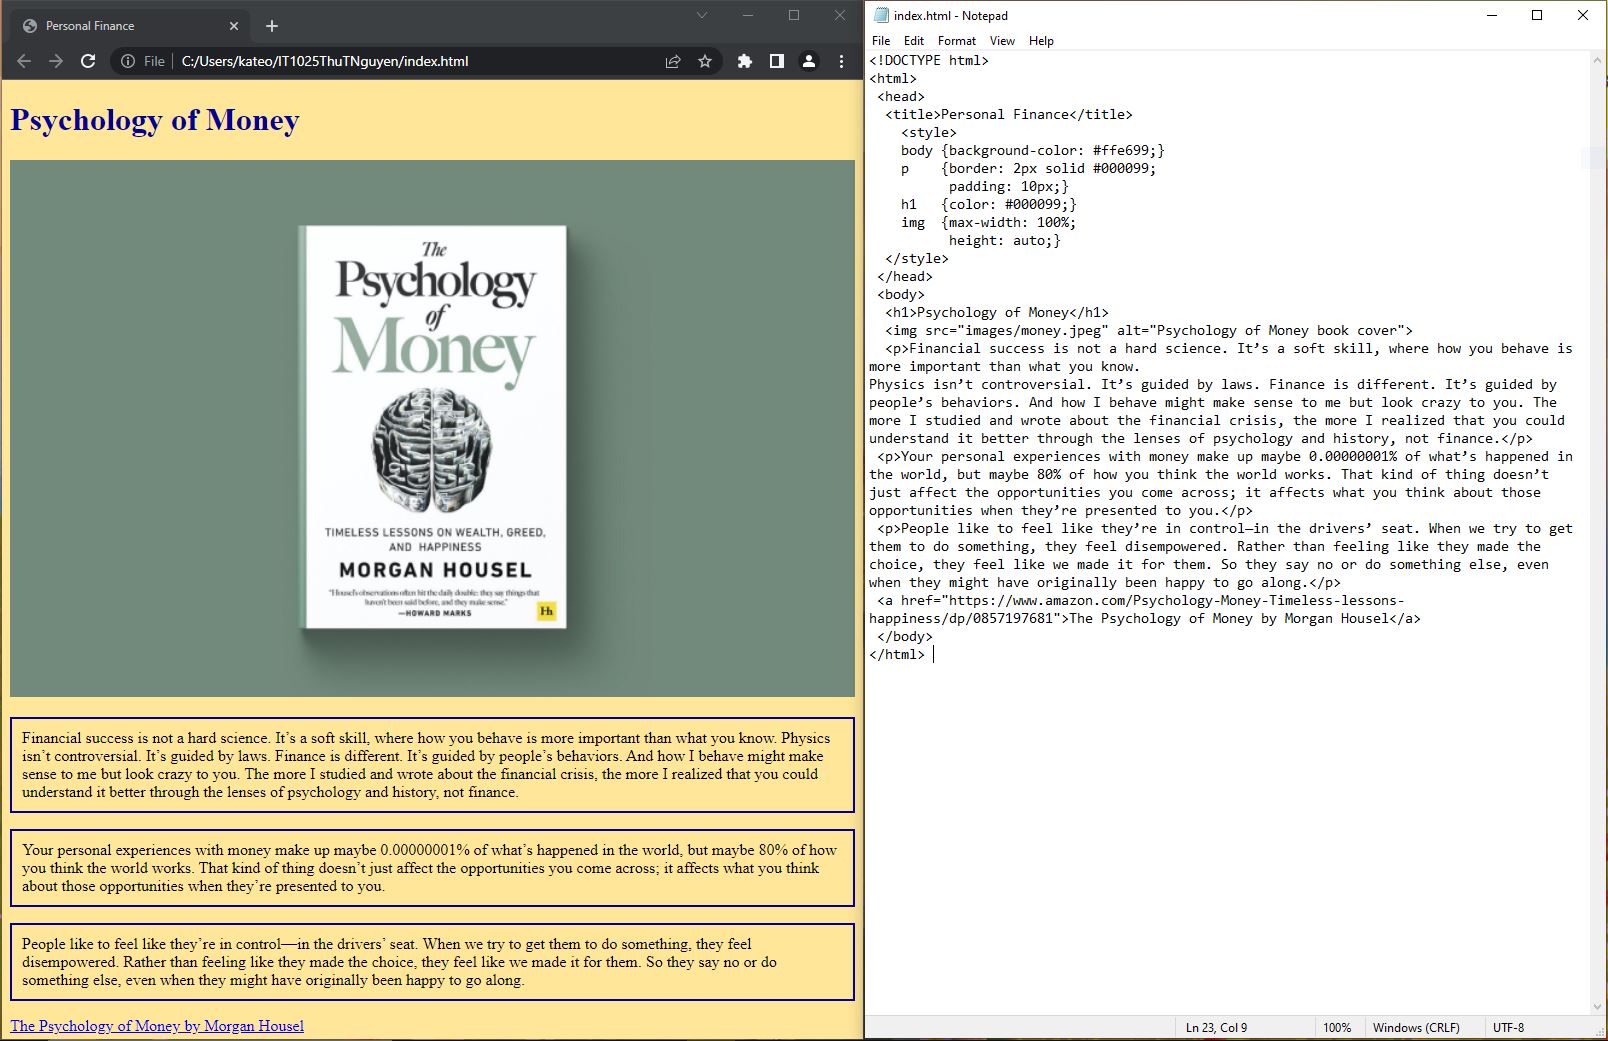 Personal Finance
File
C:/Users/kateo/IT1025ThuTNguyen/index.html
Psychology of Money
The
Psychology
of
Money
TIMELESS LESSONS ON WEALTH, GREED,
AND HAPPINESS
MORGAN HOUSEL
"Housel's observations often hit the daily double: they say things that
haven't been said before, and they make sense."
—HOWARD MARKS
Hh
Financial success is not a hard science. It’s a soft skill, where how you behave is more important than what you know. Physics
isn’t controversial. It’s guided by laws. Finance is different. It’s guided by people’s behaviors. And how I behave might make
sense to me but look crazy to you. The more I studied and wrote about the financial crisis, the more I realized that you could
understand it better through the lenses of psychology and history, not finance.
Your personal experiences with money make up maybe 0.00000001% of what’s happened in the world, but maybe 80% of how
you think the world works. That kind of thing doesn’t just affect the opportunities you come across; it affects what you think
about those opportunities when they’re presented to you.
People like to feel like they’re in control—in the drivers’ seat. When we try to get them to do something, they feel
disempowered. Rather than feeling like they made the choice, they feel like we made it for them. So they say no or do
something else, even when they might have originally been happy to go along.
The Psychology of Money by Morgan Housel
index.html - Notepad
File Edit Format View Help
<!DOCTYPE html>
<html>
 <head>
  <title>Personal Finance</title>
    <style>
    body {background-color: #ffe699;}
    p    {border: 2px solid #000099;
          padding: 10px;}
    h1   {color: #000099;}
    img  {max-width: 100%;
          height: auto;}
  </style>
 </head>
 <body>
  <h1>Psychology of Money</h1>
  <img src="images/money.jpeg" alt="Psychology of Money book cover">
  <p>Financial success is not a hard science. It’s a soft skill, where how you behave is
more important than what you know.
Physics isn’t controversial. It’s guided by laws. Finance is different. It’s guided by
people’s behaviors. And how I behave might make sense to me but look crazy to you. The
more I studied and wrote about the financial crisis, the more I realized that you could
understand it better through the lenses of psychology and history, not finance.</p>
 <p>Your personal experiences with money make up maybe 0.00000001% of what’s happened in
the world, but maybe 80% of how you think the world works. That kind of thing doesn’t
just affect the opportunities you come across; it affects what you think about those
opportunities when they’re presented to you.</p>
 <p>People like to feel like they’re in control—in the drivers’ seat. When we try to get
them to do something, they feel disempowered. Rather than feeling like they made the
choice, they feel like we made it for them. So they say no or do something else, even
when they might have originally been happy to go along.</p>
 <a href="https://www.amazon.com/Psychology-Money-Timeless-lessons-
happiness/dp/0857197681">The Psychology of Money by Morgan Housel</a>
 </body>
</html>
Ln 23, Col 9
100%
Windows (CRLF)
UTF-8